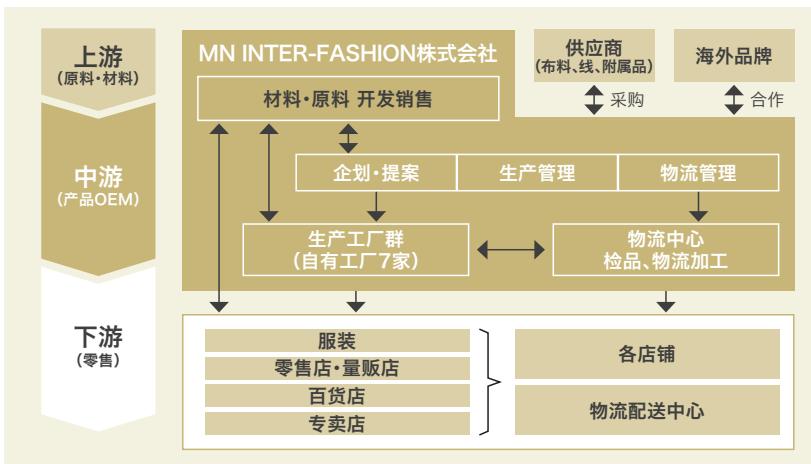 上游
（原料・材料）
MN INTER-FASHION株式会社
供应商
（布料、线、附属品）
海外品牌
材料・原料 开发销售
采购
合作
中游
（产品OEM）
企划・提案
生产管理
物流管理
生产工厂群
（自有工厂7家）
物流中心
检品、物流加工
下游
（零售）
服装
零售店・量贩店
百货店
专卖店
各店铺
物流配送中心